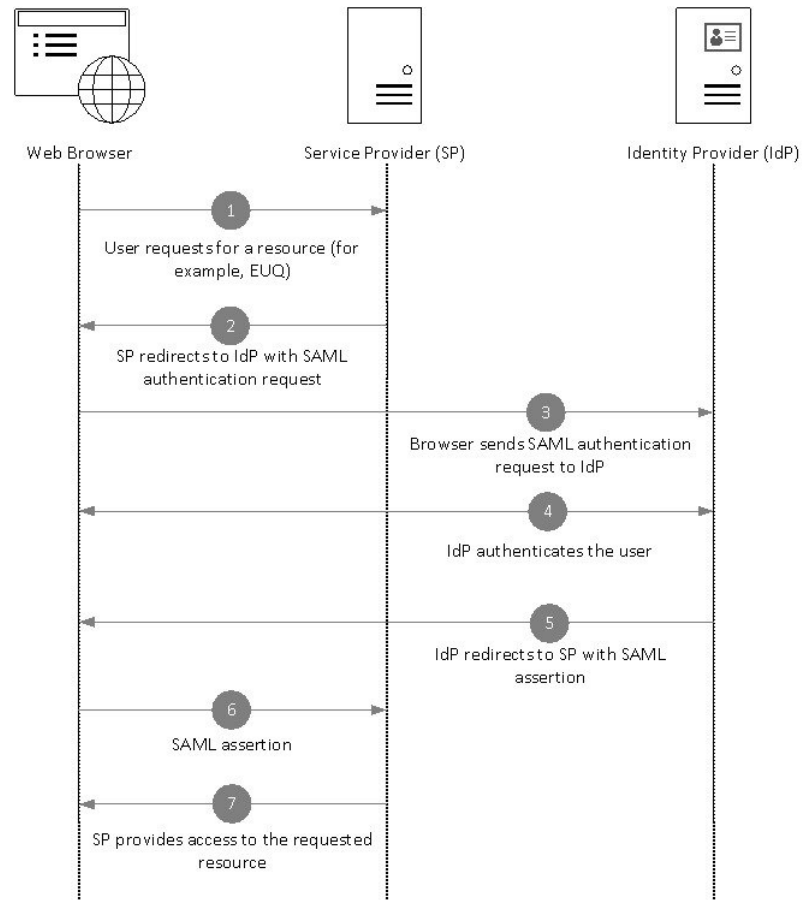 Web Browser
Service Provider (SP)
Identity Provider (IdP)
1
User requests for a resource (for
example, EUQ)
2
SP redirects to IdP with SAML
authentication request
3
Browser sends SAML authentication
request to IdP
4
IdP authenticates the user
5
IdP redirects to SP with SAML
assertion
6
SAML assertion
7
SP provides access to the requested
resource